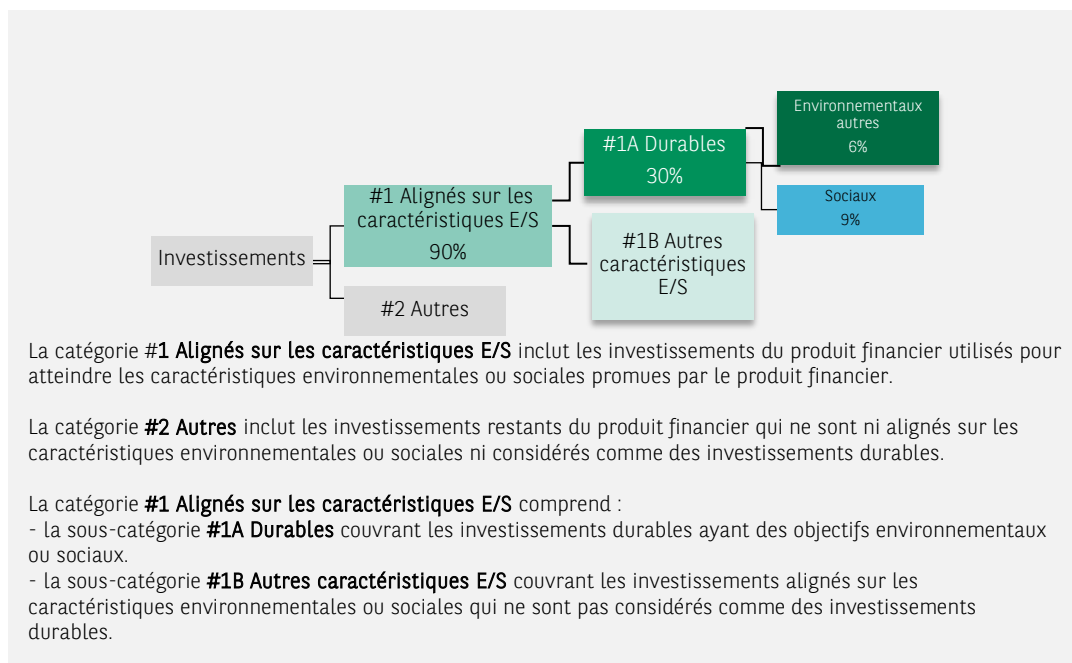 Environnementaux
autres
6%
#1A Durables
30%
Sociaux
9%
#1 Alignés sur les
caractéristiques E/S
90%
#1B Autres
caractéristiques
E/S
Investissements
#2 Autres
La catégorie #1 Alignés sur les caractéristiques E/S inclut les investissements du produit financier utilisés pour
atteindre les caractéristiques environnementales ou sociales promues par le produit financier.
La catégorie #2 Autres inclut les investissements restants du produit financier qui ne sont ni alignés sur les
caractéristiques environnementales ou sociales ni considérés comme des investissements durables.
La catégorie #1 Alignés sur les caractéristiques E/S comprend :
- la sous-catégorie #1A Durables couvrant les investissements durables ayant des objectifs environnementaux
ou sociaux.
- la sous-catégorie #1B Autres caractéristiques E/S couvrant les investissements alignés sur les
caractéristiques environnementales ou sociales qui ne sont pas considérés comme des investissements
durables.